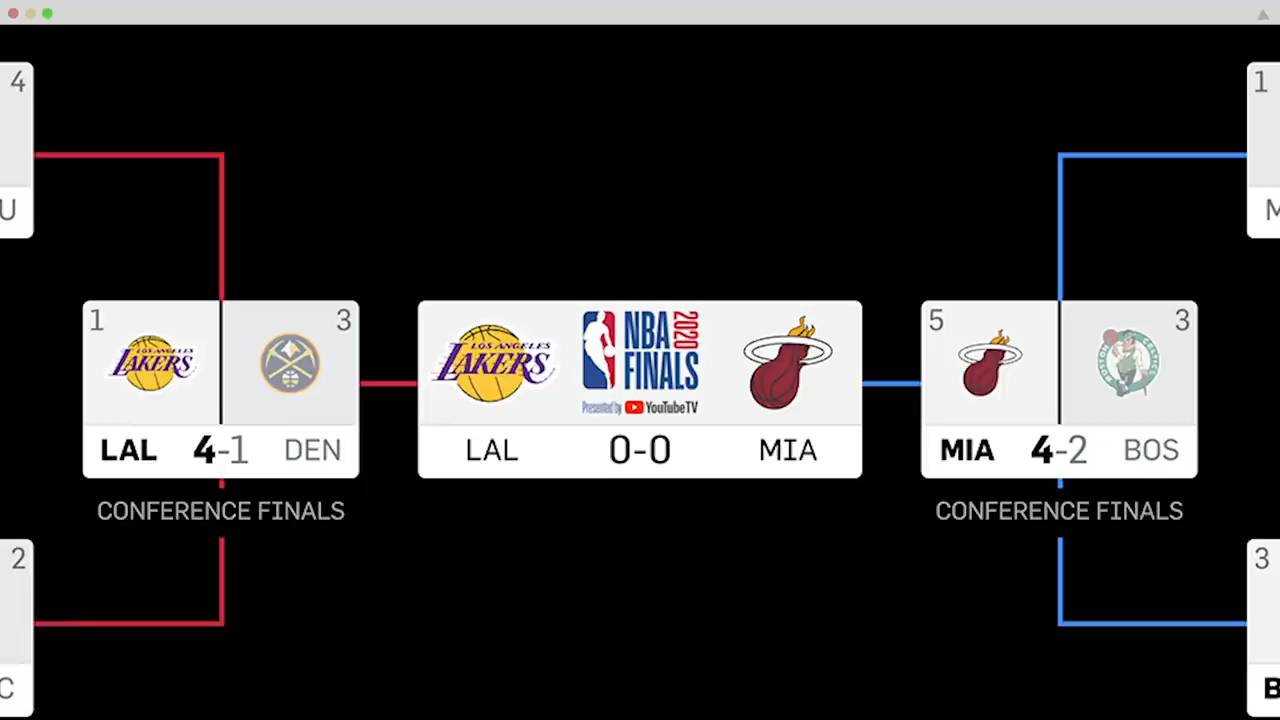 4
U
1
3
LOS ANGELES
LAKERS
LAL 4-1 DEN
CONFERENCE FINALS
2
C
LOS ANGELES
LAKERS
NBA
FINALS
2020
Presented by YouTubeTV
LAL 0-0 MIA
5
3
MIA 4-2 BOS
CONFERENCE FINALS
1
M
3
B